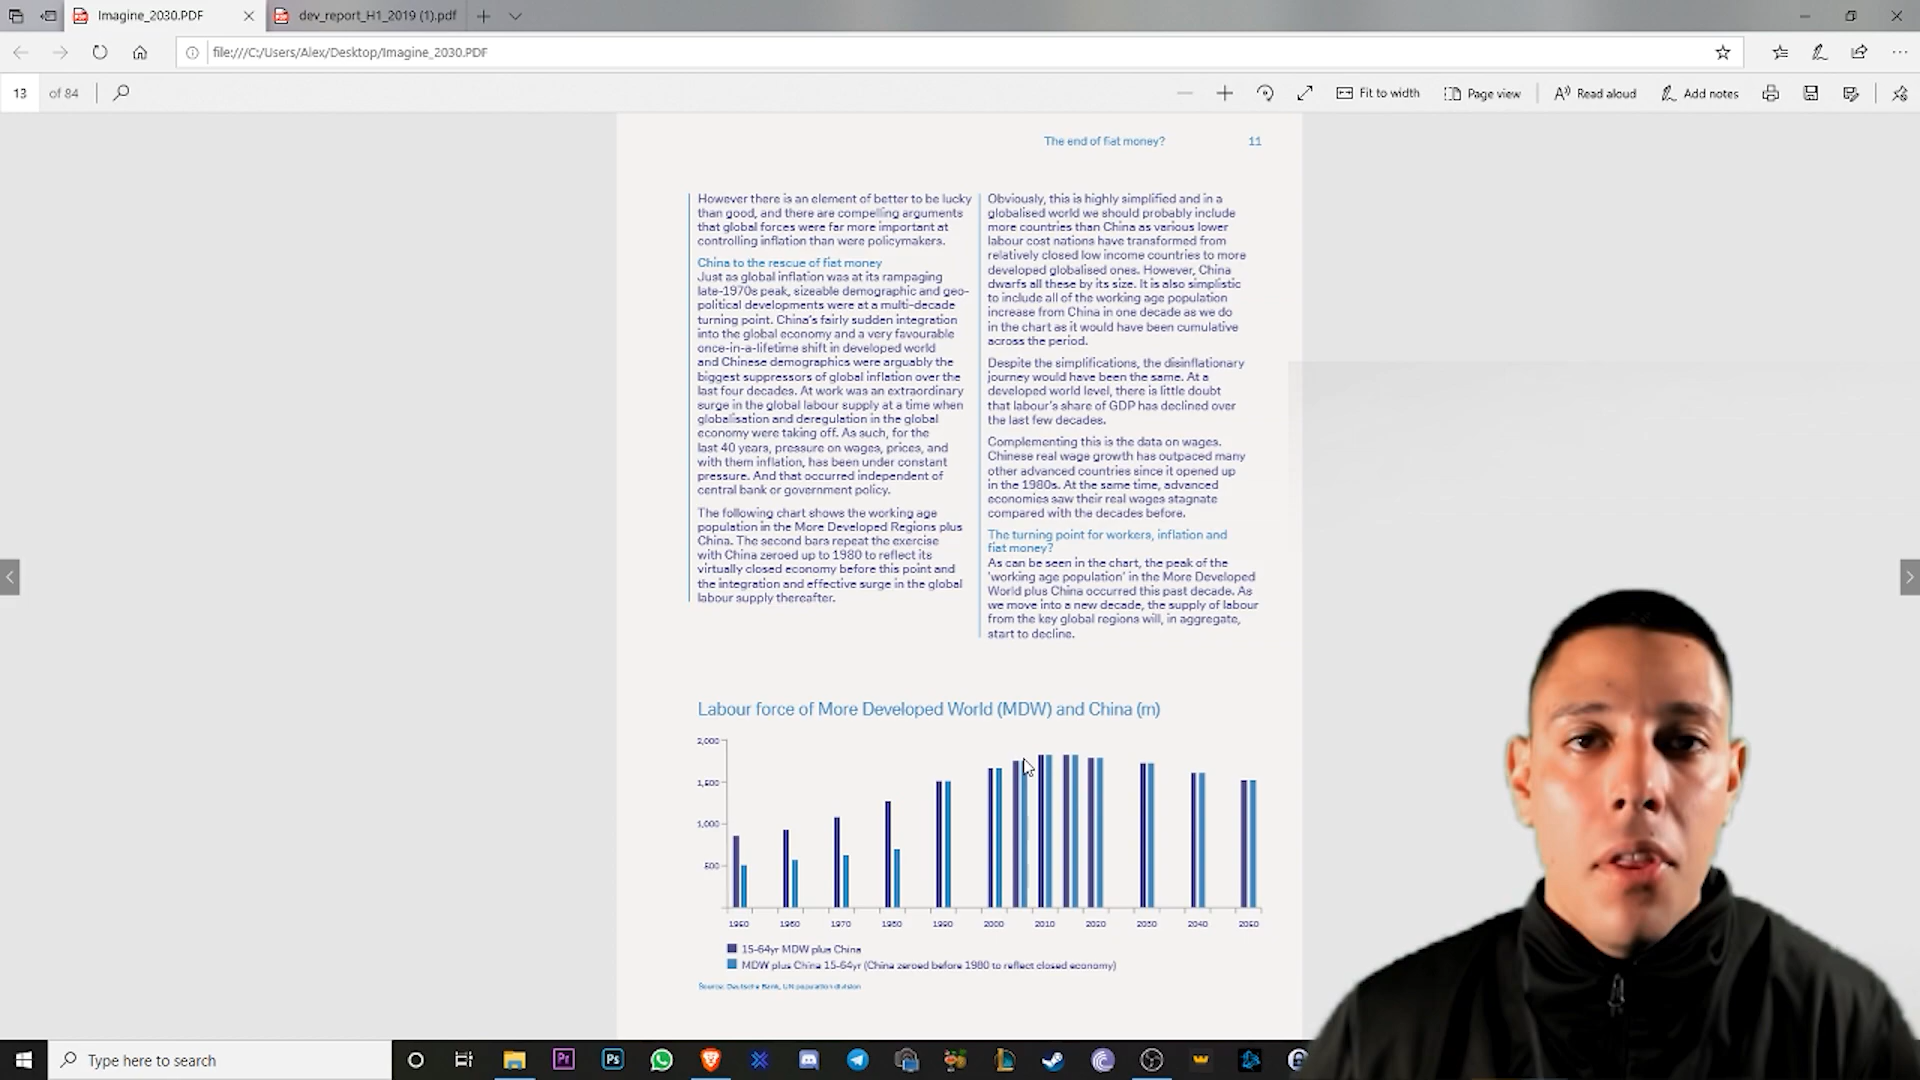 Imagine_2030.PDF
dev_report_H1_2019 (1).pdf
file:///C:/Users/Alex/Desktop/Imagine_2030.PDF
13 of 84
Fit to width
Page view
Read aloud
Add notes
The end of fiat money? 11
However there is an element of better to be lucky
than good, and there are compelling arguments
that global forces were far more important at
controlling inflation than were policymakers.
China to the rescue of fiat money
Just as global inflation was at its rampaging
late-1970s peak, sizeable demographic and geo-
political developments were at a multi-decade
turning point. China's fairly sudden integration
into the global economy and a very favourable
once-in-a-lifetime shift in developed world
and Chinese demographics were arguably the
biggest suppressors of global inflation over the
last four decades. At work was an extraordinary
surge in the global labour supply at a time when
globalisation and deregulation in the global
economy were taking off. As such, for the
last 40 years, pressure on wages, prices, and
with them inflation, has been under constant
pressure. And that occurred independent of
central bank or government policy.
The following chart shows the working age
population in the More Developed Regions plus
China. The second bars repeat the exercise
with China zeroed up to 1980 to reflect its
virtually closed economy before this point and
the integration and effective surge in the global
labour supply thereafter.
Obviously, this is highly simplified and in a
globalised world we should probably include
more countries than China as various lower
labour cost nations have transformed from
relatively closed low income countries to more
developed globalised ones. However, China
dwarfs all these by its size. It is also simplistic
to include all of the working age population
increase from China in one decade as we do
in the chart as it would have been cumulative
across the period.
Despite the simplifications, the disinflationary
journey would have been the same. At a
developed world level, there is little doubt
that labour's share of GDP has declined over
the last few decades.
Complementing this is the data on wages.
Chinese real wage growth has outpaced many
other advanced countries since it opened up
in the 1980s. At the same time, advanced
economies saw their real wages stagnate
compared with the decades before.
The turning point for workers, inflation and
fiat money?
As can be seen in the chart, the peak of the
'working age population' in the More Developed
World plus China occurred this past decade. As
we move into a new decade, the supply of labour
from the key global regions will, in aggregate,
start to decline.
Labour force of More Developed World (MDW) and China (m)
2,000
1,500
1,000
500
1950 1960 1970 1980 1990 2000 2010 2020 2030 2040 2050
15-64yr MDW plus China
MDW plus China 15-64yr (China zeroed before 1980 to reflect closed economy)
Source: Deutsche Bank, UN population division
Type here to search
Pr
Ps